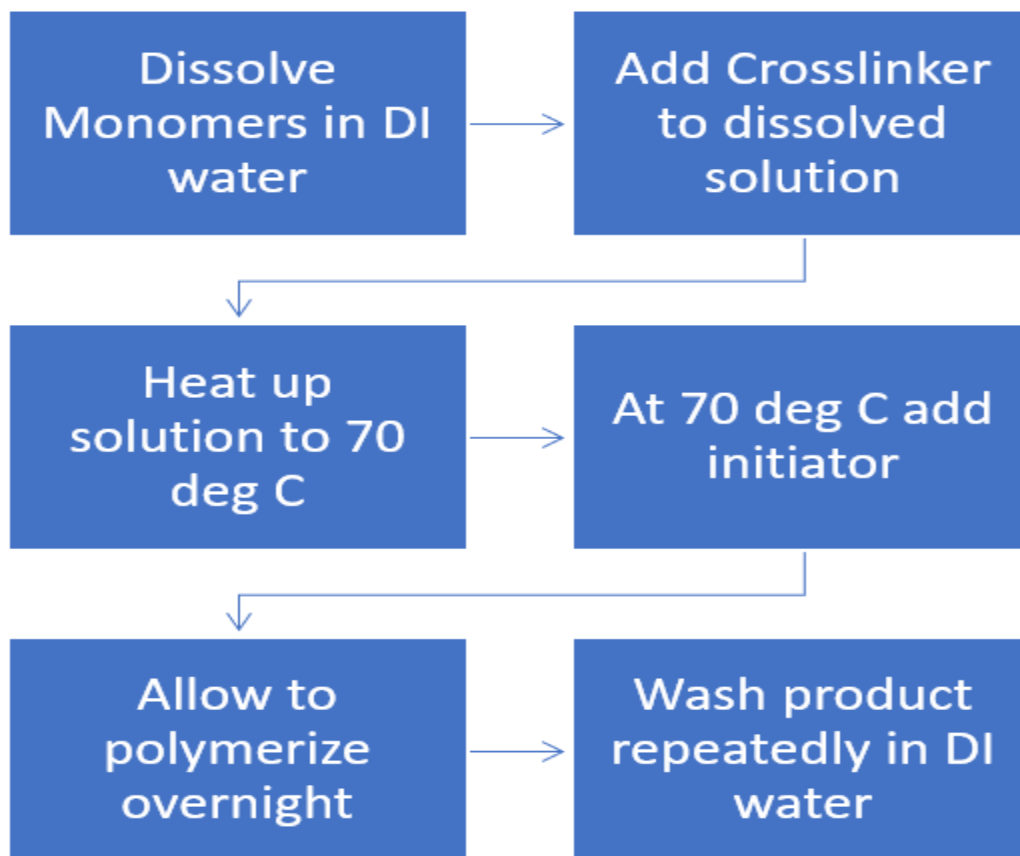 Dissolve
Monomers in DI
water
Add Crosslinker
to dissolved
solution
Heat up
solution to 70
deg C
At 70 deg C add
initiator
Allow to
polymerize
overnight
Wash product
repeatedly in DI
water